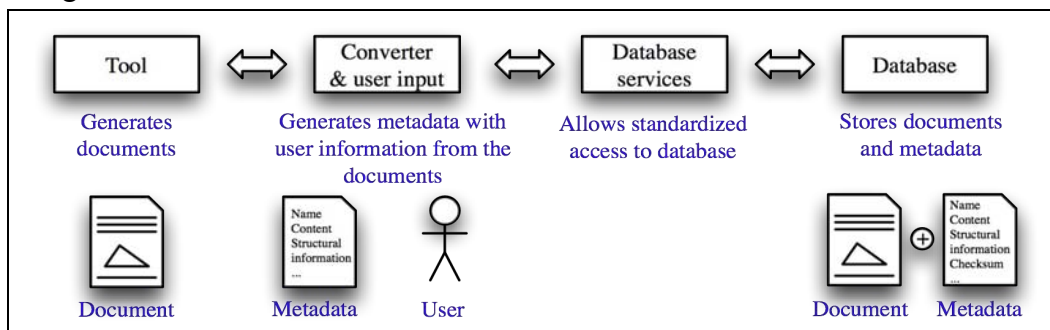 Tool
Converter
& user input
Database
services
Database
Generates
documents
Generates metadata with
user information from the
documents
Allows standardized
access to database
Stores documents
and metadata
Name
Content
Structural
information
...
Name
Content
Structural
information
Checksum
...
Document
Metadata
User
Document
Metadata